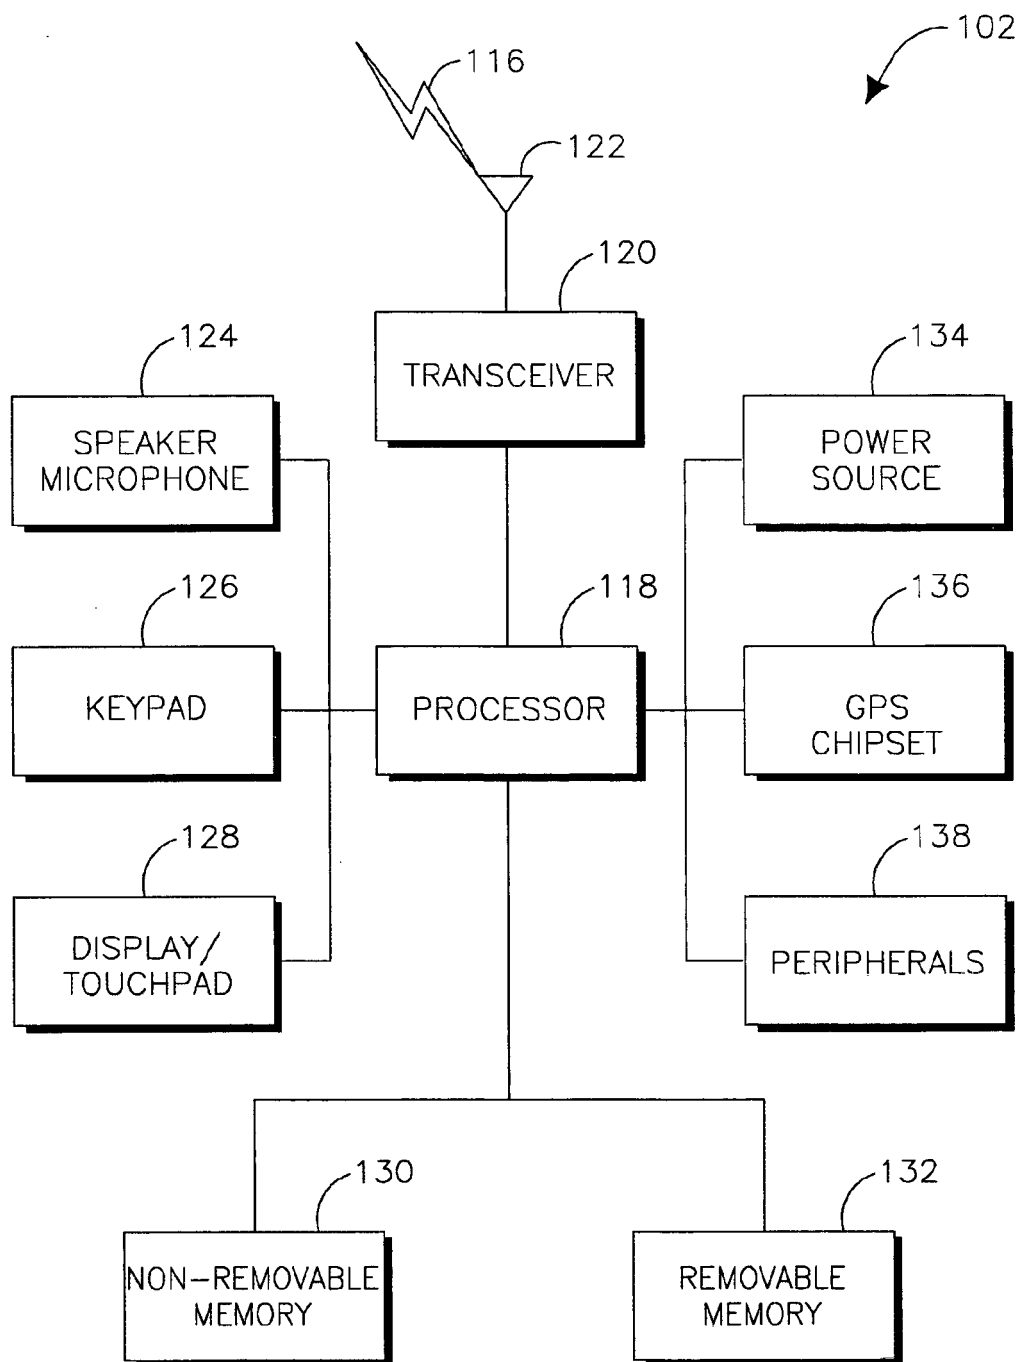 102
116
122
120
TRANSCEIVER
124
SPEAKER
MICROPHONE
134
POWER
SOURCE
126
KEYPAD
118
PROCESSOR
136
GPS
CHIPSET
128
DISPLAY/
TOUCHPAD
138
PERIPHERALS
130
NON-REMOVABLE
MEMORY
132
REMOVABLE
MEMORY